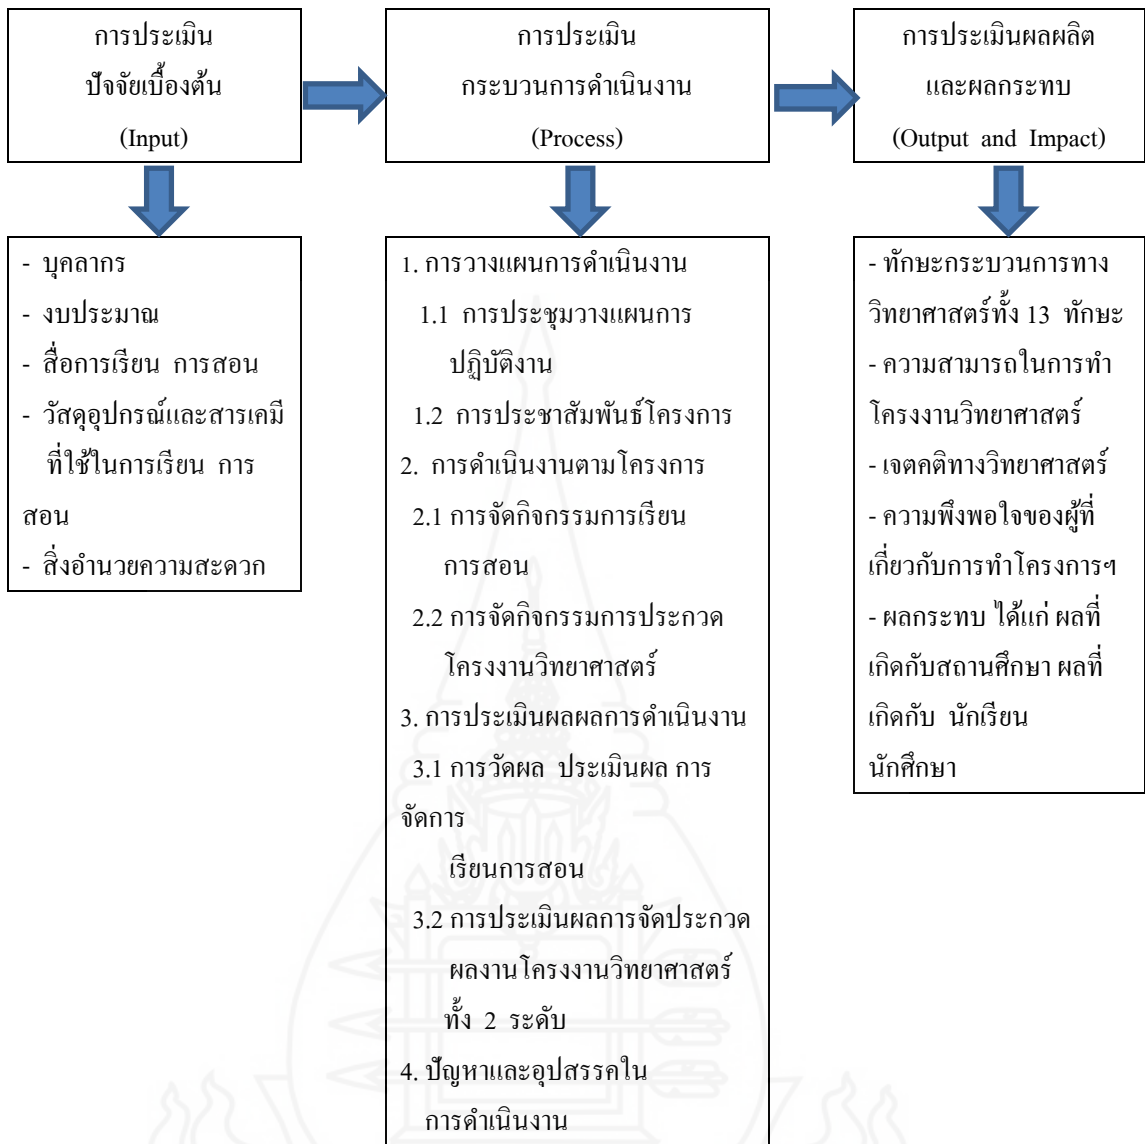 การประเมิน
ปัจจัยเบื้องต้น
(Input)
การประเมิน
กระบวนการดำเนินงาน
(Process)
การประเมินผลผลิต
และผลกระทบ
(Output and Impact)
- บุคลากร
- งบประมาณ
- สื่อการเรียน การสอน
- วัสดุอุปกรณ์และสารเคมี
ที่ใช้ในการเรียน การ
สอน
- สิ่งอำนวยความสะดวก
1. การวางแผนการดำเนินงาน
1.1 การประชุมวางแผนการ
ปฏิบัติงาน
1.2 การประชาสัมพันธ์โครงการ
2. การดำเนินงานตามโครงการ
2.1 การจัดกิจกรรมการเรียน
การสอน
2.2 การจัดกิจกรรมการประกวด
โครงงานวิทยาศาสตร์
3. การประเมินผลผลการดำเนินงาน
3.1 การวัดผล ประเมินผล การ
จัดการ
เรียนการสอน
3.2 การประเมินผลการจัดประกวด
ผลงานโครงงานวิทยาศาสตร์
ทั้ง 2 ระดับ
4. ปัญหาและอุปสรรคใน
การดำเนินงาน
- ทักษะกระบวนการทาง
วิทยาศาสตร์ทั้ง 13 ทักษะ
- ความสามารถในการทำ
โครงงานวิทยาศาสตร์
- เจตคติทางวิทยาศาสตร์
- ความพึงพอใจของผู้ที่
เกี่ยวกับการทำโครงการฯ
- ผลกระทบ ได้แก่ ผลที่
เกิดกับสถานศึกษา ผลที่
เกิดกับ นักเรียน
นักศึกษา